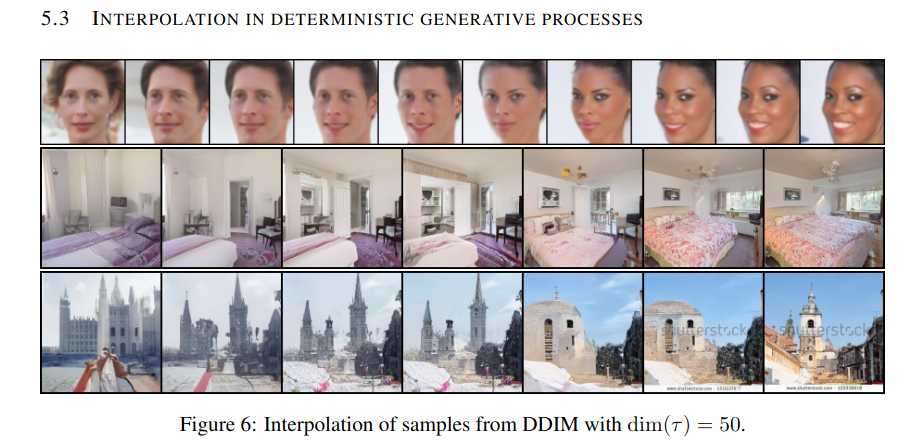 5.3 INTERPOLATION IN DETERMINISTIC GENERATIVE PROCESSES
shutterstock
shutterstock
Figure 6: Interpolation of samples from DDIM with dim(τ) = 50.